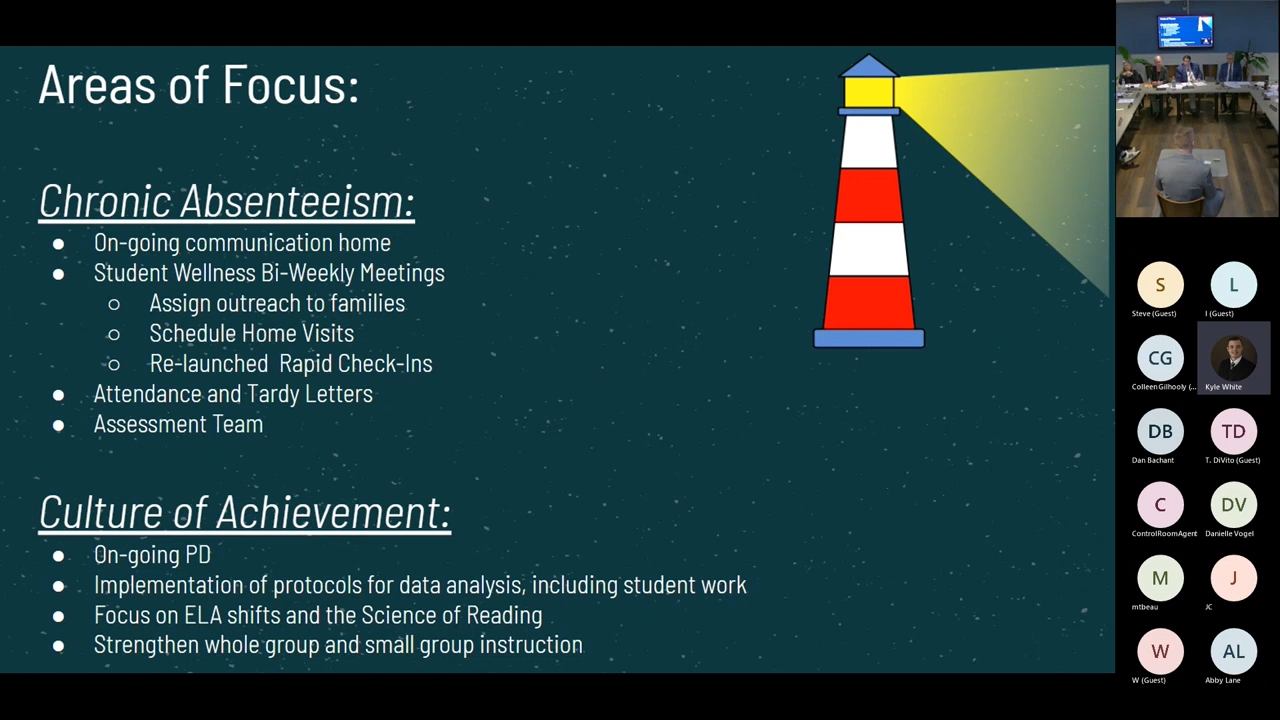 Areas of Focus:
Chronic Absenteeism:
● On-going communication home
● Student Wellness Bi-Weekly Meetings
○ Assign outreach to families
○ Schedule Home Visits
○ Re-launched Rapid Check-Ins
● Attendance and Tardy Letters
● Assessment Team
Culture of Achievement:
● On-going PD
● Implementation of protocols for data analysis, including student work
● Focus on ELA shifts and the Science of Reading
● Strengthen whole group and small group instruction
S
Steve (Guest)
L
I (Guest)
CG
Colleen Gilhooly (...
Kyle White
DB
Dan Bachant
TD
T. DiVito (Guest)
C
ControlRoomAgent
DV
Danielle Vogel
M
mtbeau
J
JC
W
W (Guest)
AL
Abby Lane